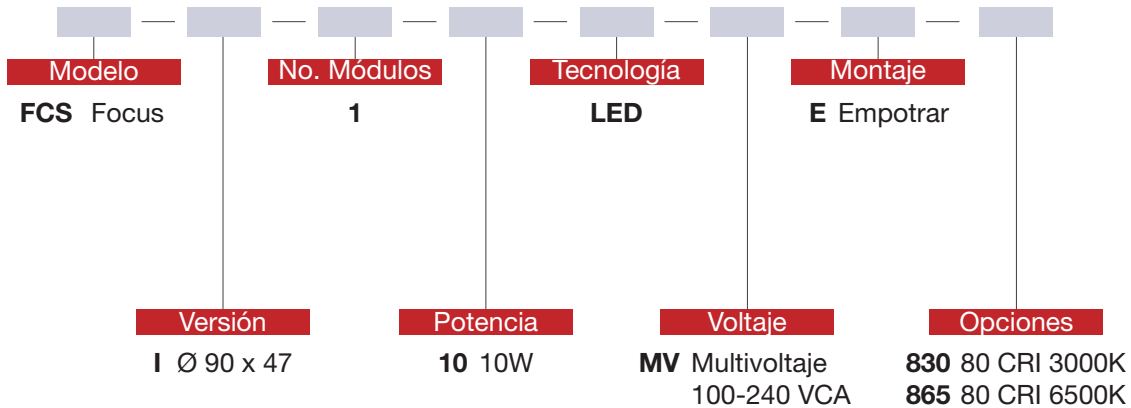 Modelo
FCS Focus
No. Módulos
1
Tecnología
LED
Montaje
E Empotrar
Versión
I Ø 90 x 47
Potencia
10 10W
Voltaje
MV Multivoltaje
100-240 VCA
Opciones
830 80 CRI 3000K
865 80 CRI 6500K